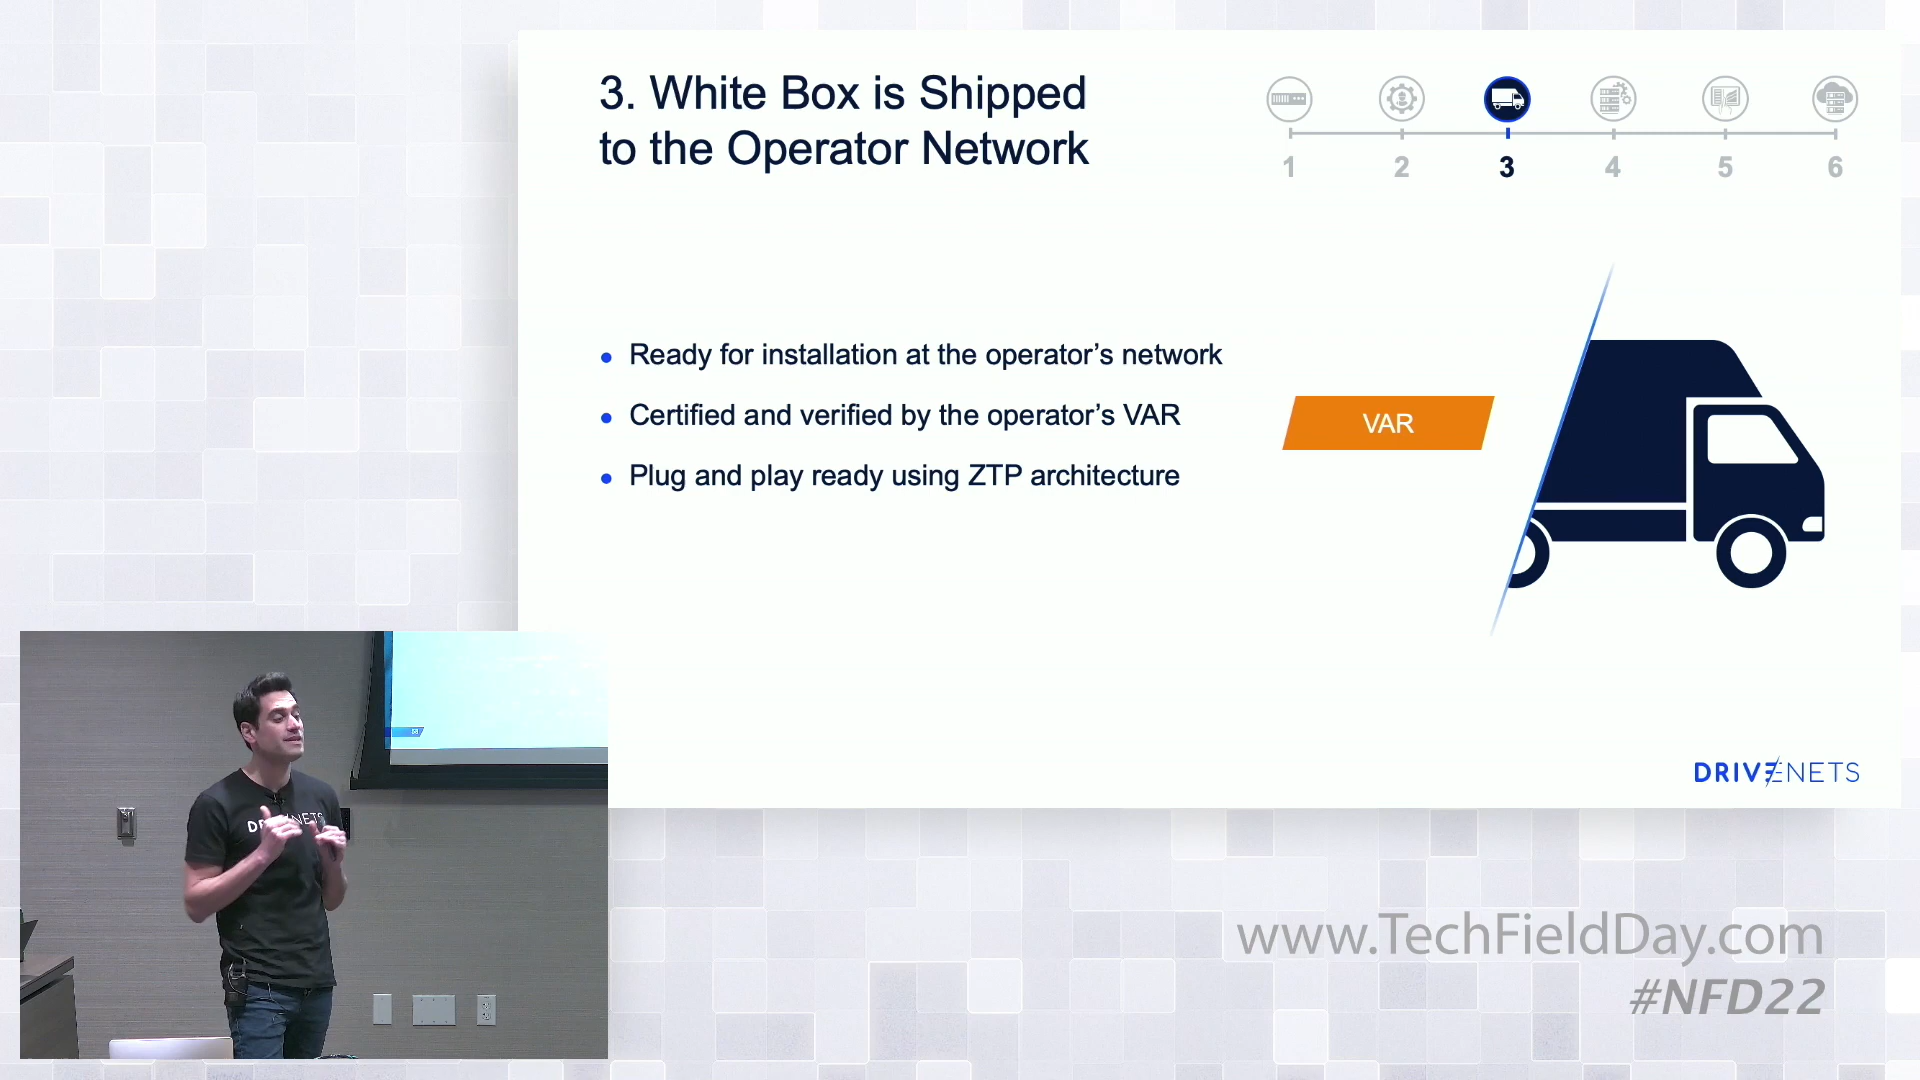 3. White Box is Shipped
to the Operator Network
1 2 3 4 5 6
• Ready for installation at the operator’s network
• Certified and verified by the operator’s VAR
• Plug and play ready using ZTP architecture
VAR
DRIVENETS
DRIVENETS
www.TechFieldDay.com
#NFD22